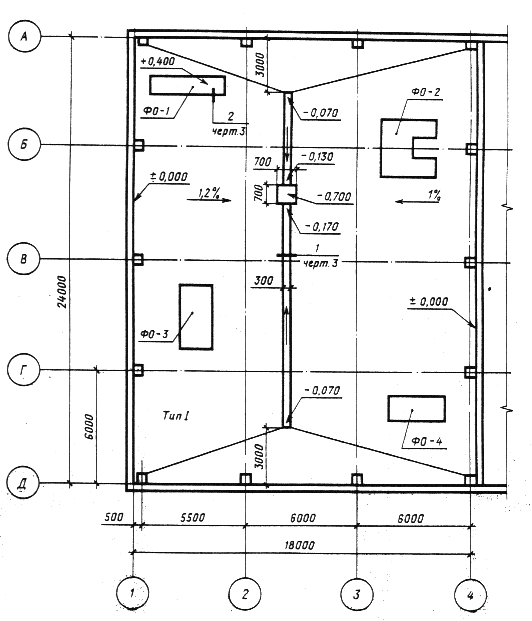 А
+0,400
3000
ФО-2
ФО-1
2
черт.3
-0,070
Б
-0,130
700
±0,000
1,2%
700
-0,700
1%
-0,170
В
1
черт.3
24000
300
±0,000
ФО-3
Г
-0,070
6000
Тип I
ФО-4
3000
Д
500
5500
6000
6000
18000
1
2
3
4